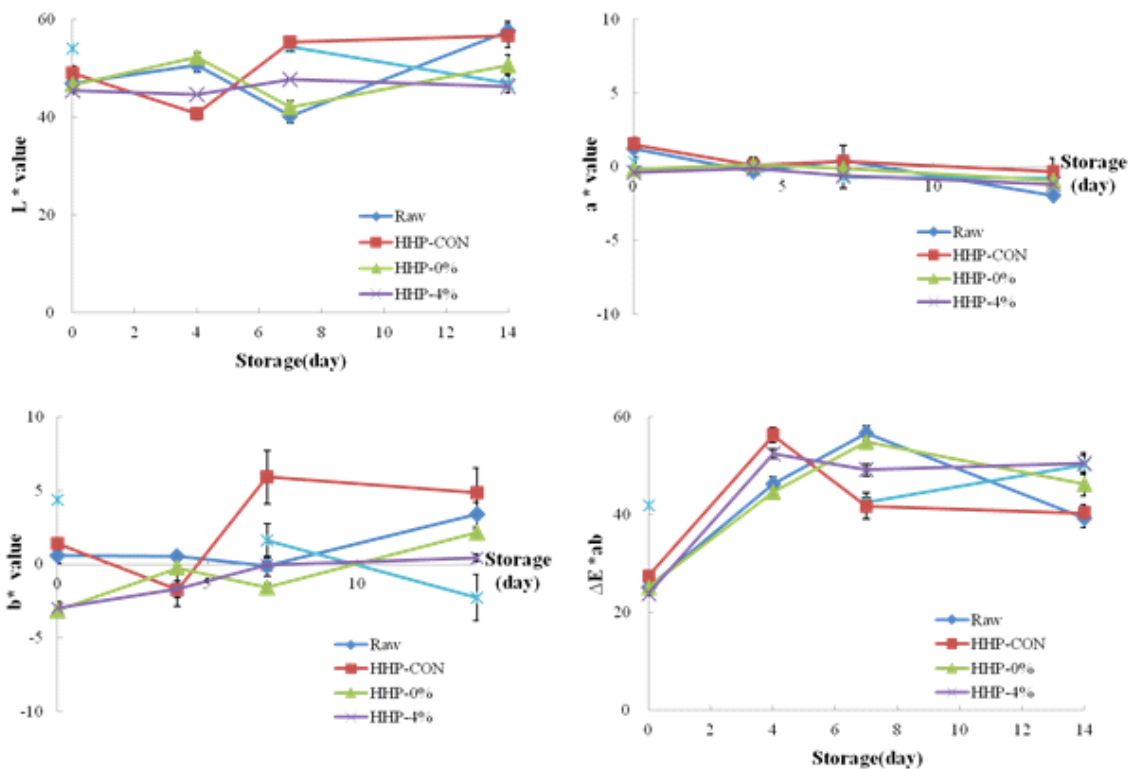 60
40
20
0
L * value
0 2 4 6 8 10 12 14
Storage(day)
Raw
HHP-CON
HHP-0%
HHP-4%
10
5
0
-5
-10
a * value
0 5 10
Storage
(day)
Raw
HHP-CON
HHP-0%
HHP-4%
10
5
0
-5
-10
b* value
0 5 10
Storage
(day)
Raw
HHP-CON
HHP-0%
HHP-4%
60
40
20
0
ΔE *ab
0 2 4 6 8 10 12 14
Storage(day)
Raw
HHP-CON
HHP-0%
HHP-4%